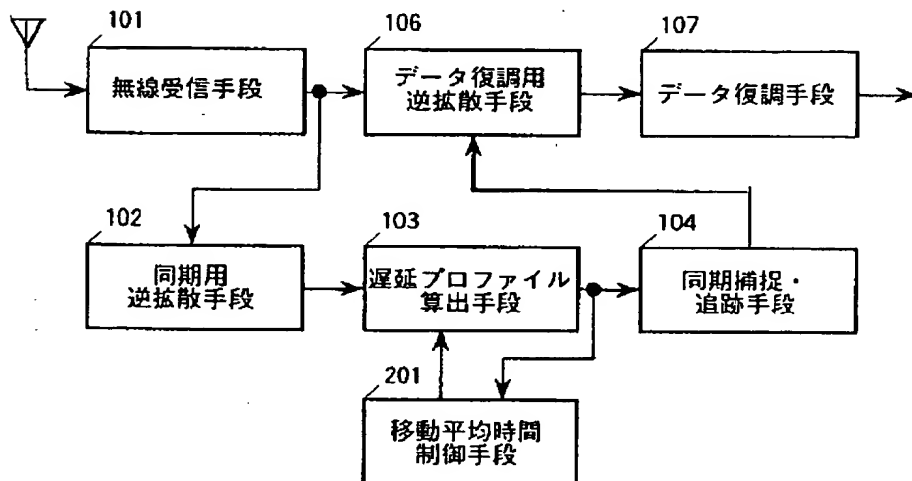 101
無線受信手段
106
データ復調用
逆拡散手段
107
データ復調手段
102
同期用
逆拡散手段
103
遅延プロファイル
算出手段
104
同期捕捉・
追跡手段
201
移動平均時間
制御手段